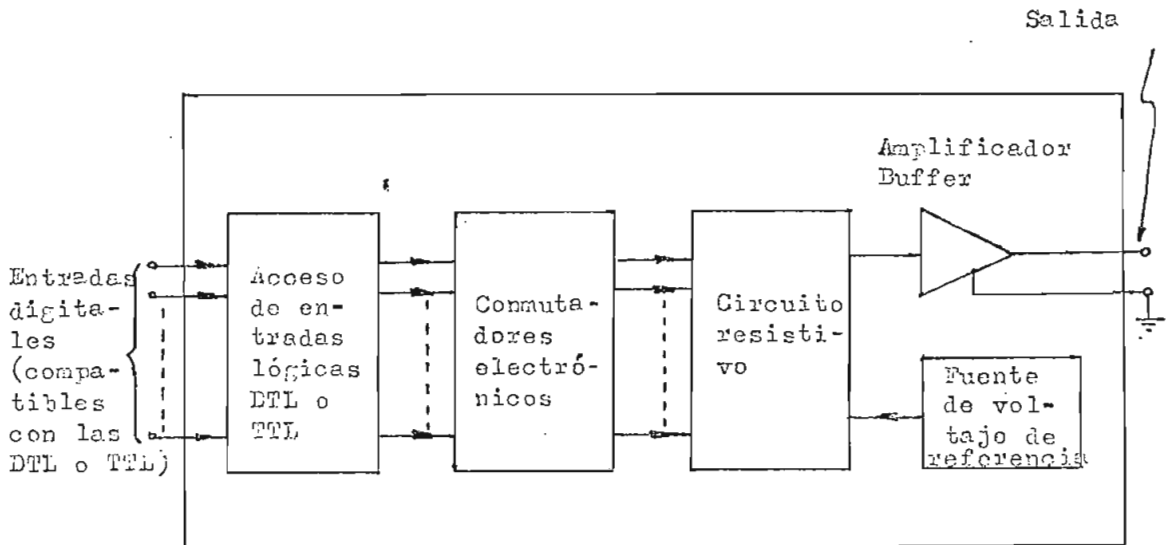 Salida
Amplificador
Buffer
Entradas
digita-
les
(compa-
tibles
con las
DTL o TTL)
Acceso
de en-
tradas
lógicas
DTL o
TTL
Conmuta-
dores
electró-
nicos
Circuito
resisti-
vo
Fuente
de vol-
tajo de
referencia